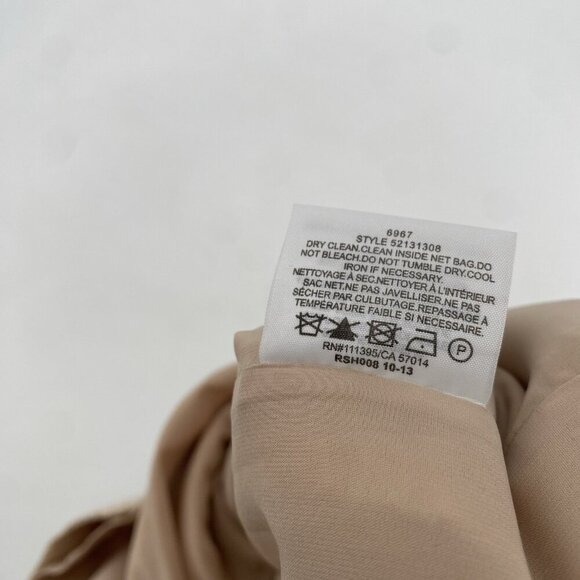 6967
STYLE 52131308
DRY CLEAN.CLEAN INSIDE NET BAG.DO
NOT BLEACH.DO NOT TUMBLE DRY.COOL
IRON IF NECESSARY.
NETTOYAGE À SEC.NETTOYER À L'INTÉRIEUR
SAC NET.NE PAS JAVELLISER.NE PAS
SÉCHER PAR CULBUTAGE.REPASSAGE À
TEMPÉRATURE FAIBLE SI NECESSAIRE.
P
RN#111395/CA 57014
RSH008 10-13